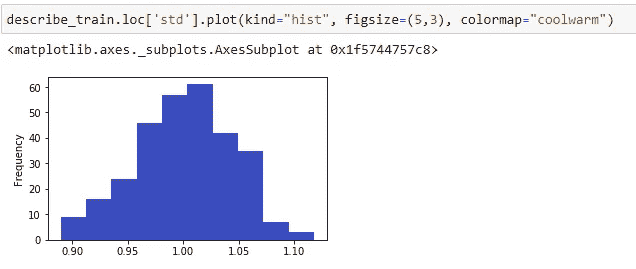 describe_train.loc['std'].plot(kind="hist", figsize=(5,3), colormap="coolwarm")
<matplotlib.axes._subplots.AxesSubplot at 0x1f5744757c8>
60
50
40
30
20
10
0
Frequency
0.90 0.95 1.00 1.05 1.10